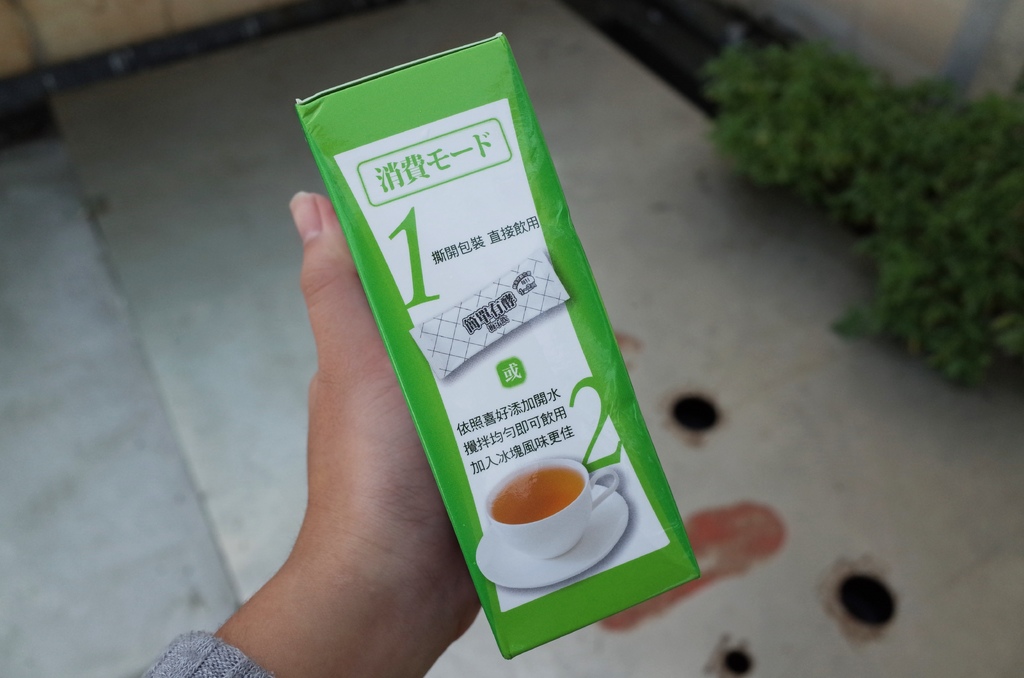 消費モード
1
撕開包裝 直接飲用
簡單有酵
或
2
依照喜好添加開水
攪拌均勻即可飲用
加入冰塊風味更佳